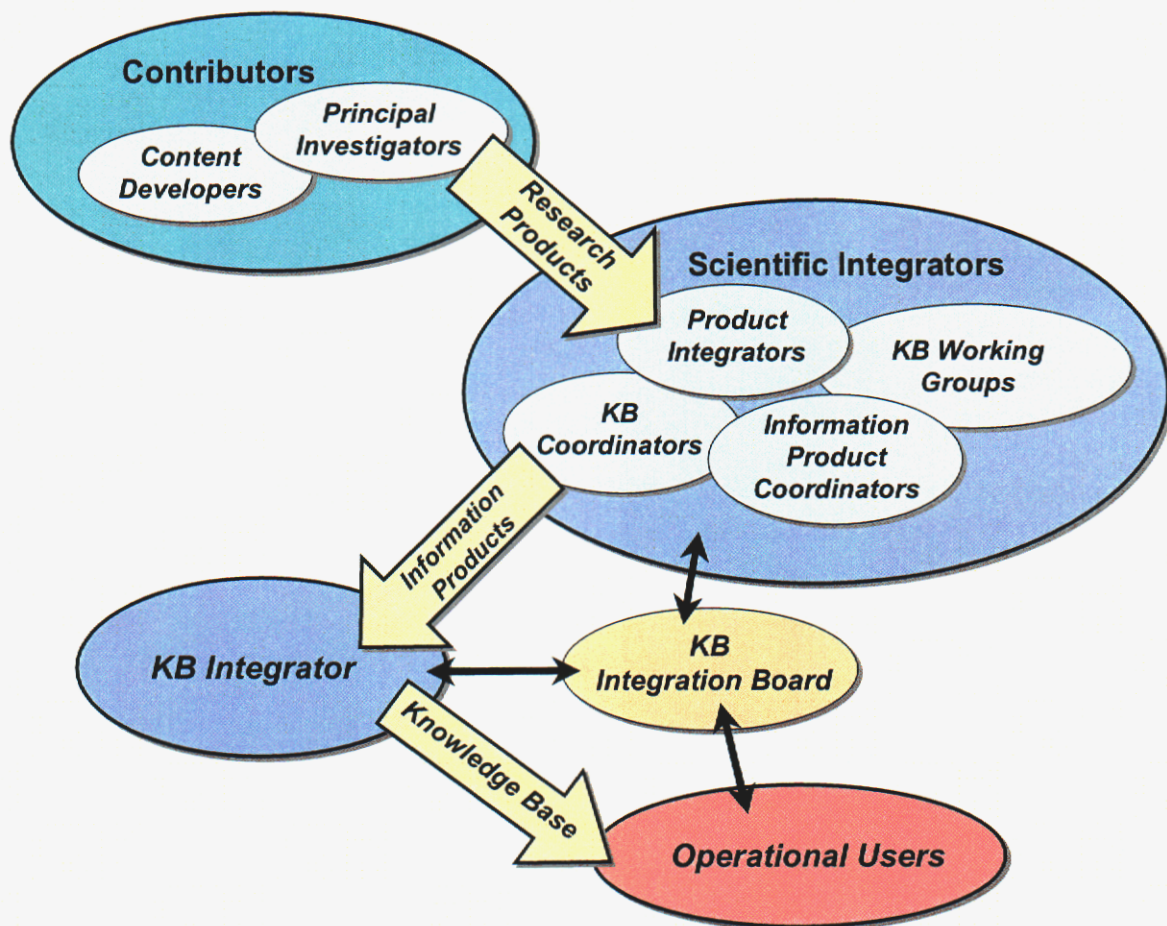 Contributors
Principal
Investigators
Content
Developers
Research
Products
Scientific Integrators
Product
Integrators
KB Working
Groups
KB
Coordinators
Information
Product
Coordinators
Information
Products
KB Integrator
KB
Integration Board
Knowledge Base
Operational Users